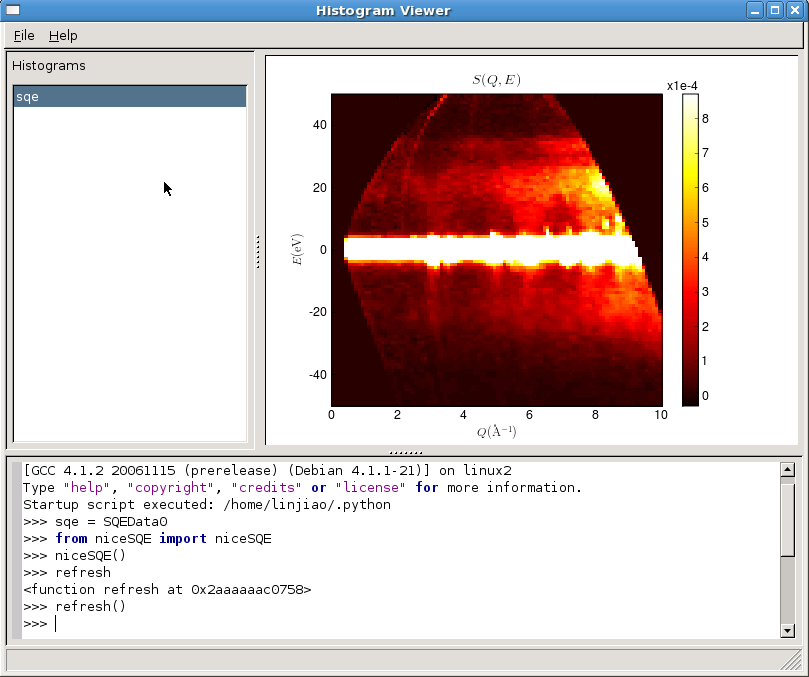 Histogram Viewer
File Help
Histograms
sqe
S(Q, E)
x1e-4
8
7
6
5
4
3
2
1
0
E(eV)
40
20
0
-20
-40
0 2 4 6 8 10
Q(Å⁻¹)
[GCC 4.1.2 20061115 (prerelease) (Debian 4.1.1-21)] on linux2
Type "help", "copyright", "credits" or "license" for more information.
Startup script executed: /home/linjiao/.python
>>> sqe = SQEData0
>>> from niceSQE import niceSQE
>>> niceSQE()
>>> refresh
<function refresh at 0x2aaaaaac0758>
>>> refresh()
>>>